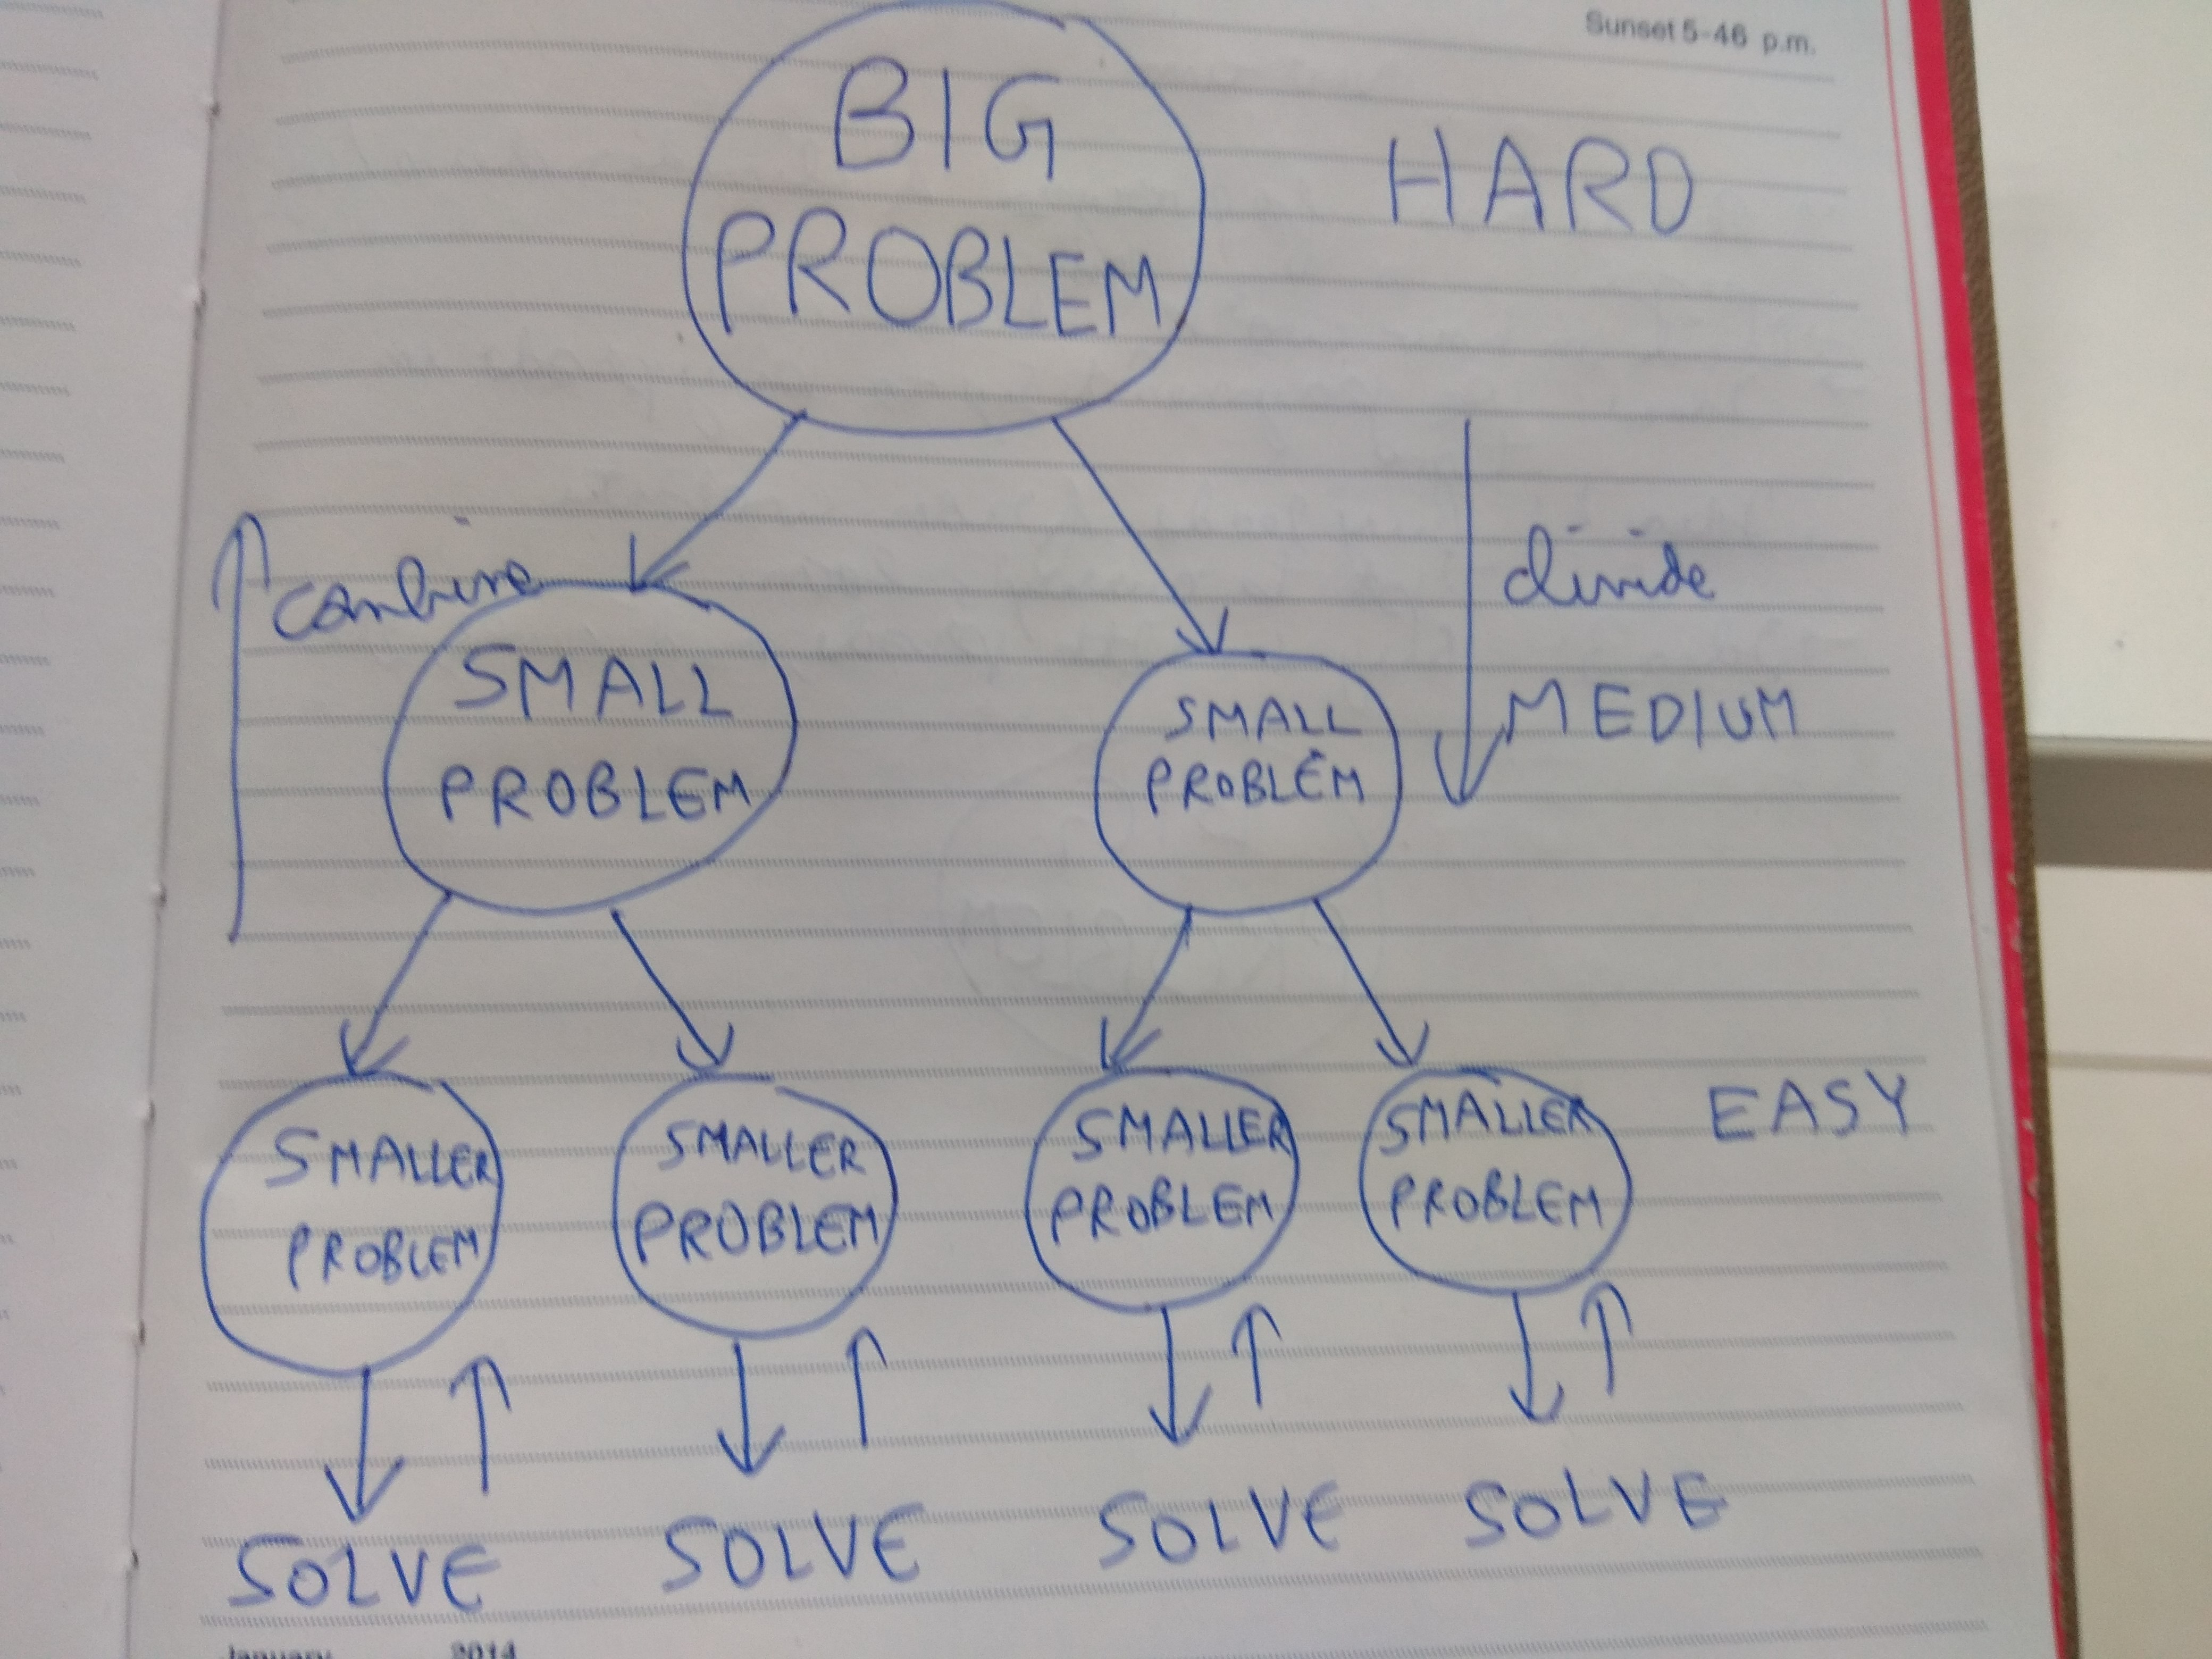 Sunset 5-46 p.m.
BIG
PROBLEM
HARD
combine
divide
SMALL
PROBLEM
SMALL
PROBLEM
MEDIUM
SMALLER
PROBLEM
SMALLER
PROBLEM
SMALLER
PROBLEM
SMALLER
PROBLEM
EASY
SOLVE
SOLVE
SOLVE
SOLVE
January 2014